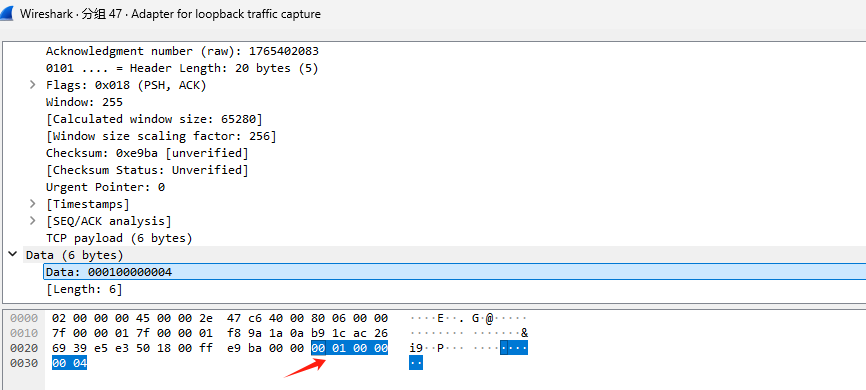 Wireshark · 分组 47 · Adapter for loopback traffic capture
Acknowledgment number (raw): 1765402083
0101 .... = Header Length: 20 bytes (5)
Flags: 0x018 (PSH, ACK)
Window: 255
[Calculated window size: 65280]
[Window size scaling factor: 256]
Checksum: 0xe9ba [unverified]
[Checksum Status: Unverified]
Urgent Pointer: 0
[Timestamps]
[SEQ/ACK analysis]
TCP payload (6 bytes)
Data (6 bytes)
Data: 000100000004
[Length: 6]
0000 02 00 00 00 45 00 00 2e 47 c6 40 00 80 06 00 00 ····E··.G·@·····
0010 7f 00 00 01 7f 00 00 01 f8 9a 1a 0a b9 1c ac 26 ···············&
0020 69 39 e5 e3 50 18 00 ff e9 ba 00 00 00 01 00 00 i9··P···········
0030 00 04 ··